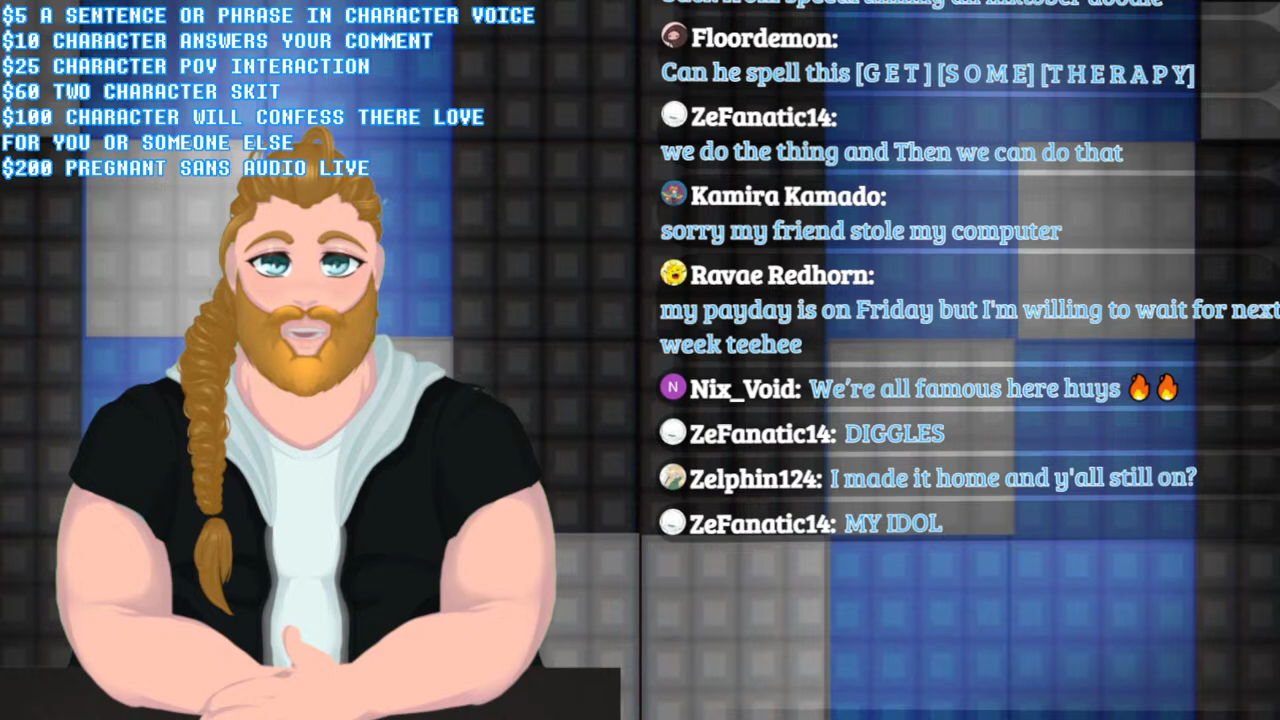 $5 A SENTENCE OR PHRASE IN CHARACTER VOICE
$10 CHARACTER ANSWERS YOUR COMMENT
$25 CHARACTER POV INTERACTION
$60 TWO CHARACTER SKIT
$100 CHARACTER WILL CONFESS THERE LOVE
FOR YOU OR SOMEONE ELSE
$200 PREGNANT SANS AUDIO LIVE
Floordemon:
Can he spell this [G E T ] [S O M E] [T H E R A P Y]
ZeFanatic14:
we do the thing and Then we can do that
Kamira Kamado:
sorry my friend stole my computer
Ravae Redhorn:
my payday is on Friday but I'm willing to wait for next
week teehee
N Nix_Void: We're all famous here huys 🔥🔥
ZeFanatic14: DIGGLES
Zelphin124: I made it home and y'all still on?
ZeFanatic14: MY IDOL